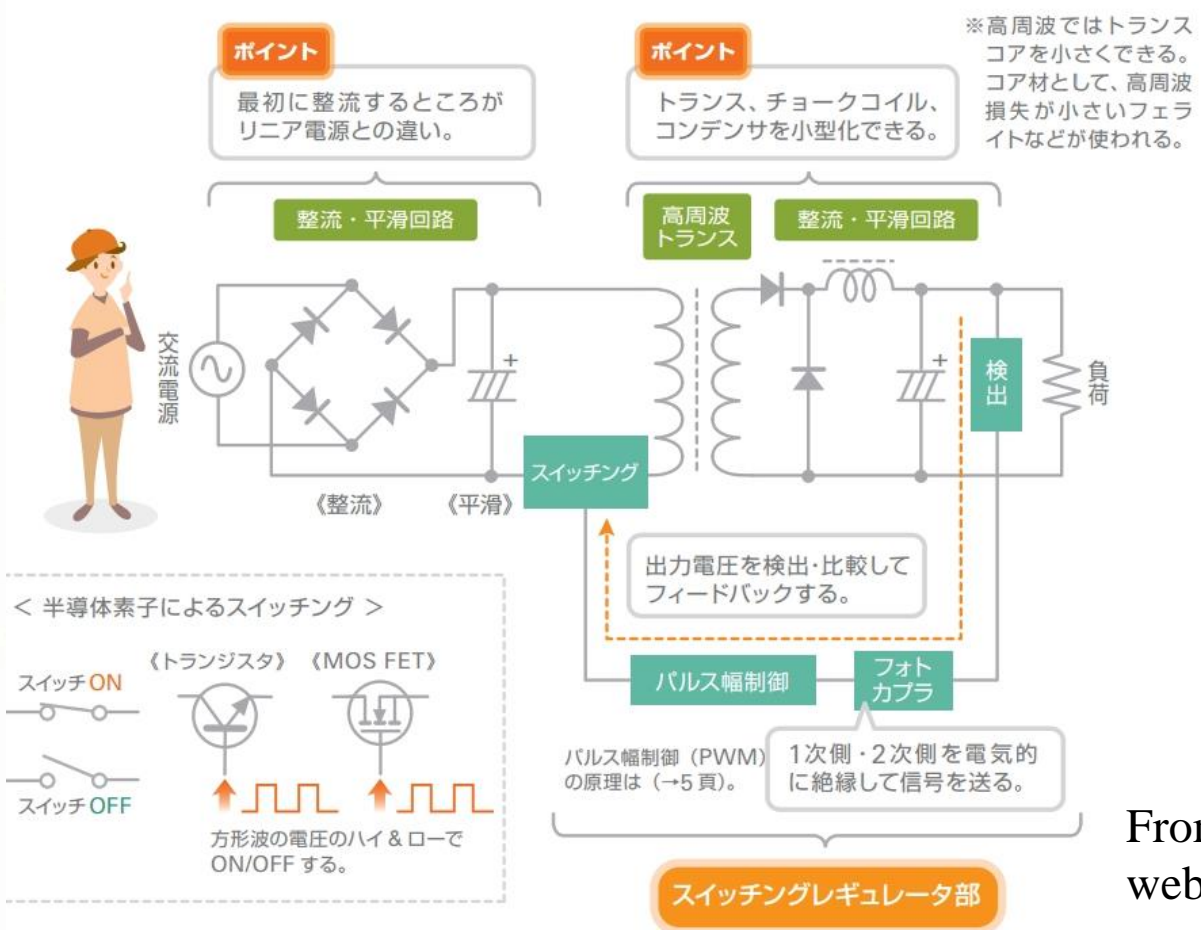 ポイント
最初に整流するところが
リニア電源との違い。
ポイント
トランス、チョークコイル、
コンデンサを小型化できる。
※高周波ではトランス
コアを小さくできる。
コア材として、高周波
損失が小さいフェラ
イトなどが使われる。
整流・平滑回路
高周波
トランス
整流・平滑回路
交流電源
+
《整流》
《平滑》
スイッチング
+
検出
負荷
出力電圧を検出・比較して
フィードバックする。
パルス幅制御
フォト
カプラ
パルス幅制御（PWM）
の原理は（→5頁）。
1次側・2次側を電気的
に絶縁して信号を送る。
スイッチングレギュレータ部
＜ 半導体素子によるスイッチング ＞
スイッチON
スイッチOFF
《トランジスタ》
《MOS FET》
方形波の電圧のハイ＆ローで
ON/OFF する。
web